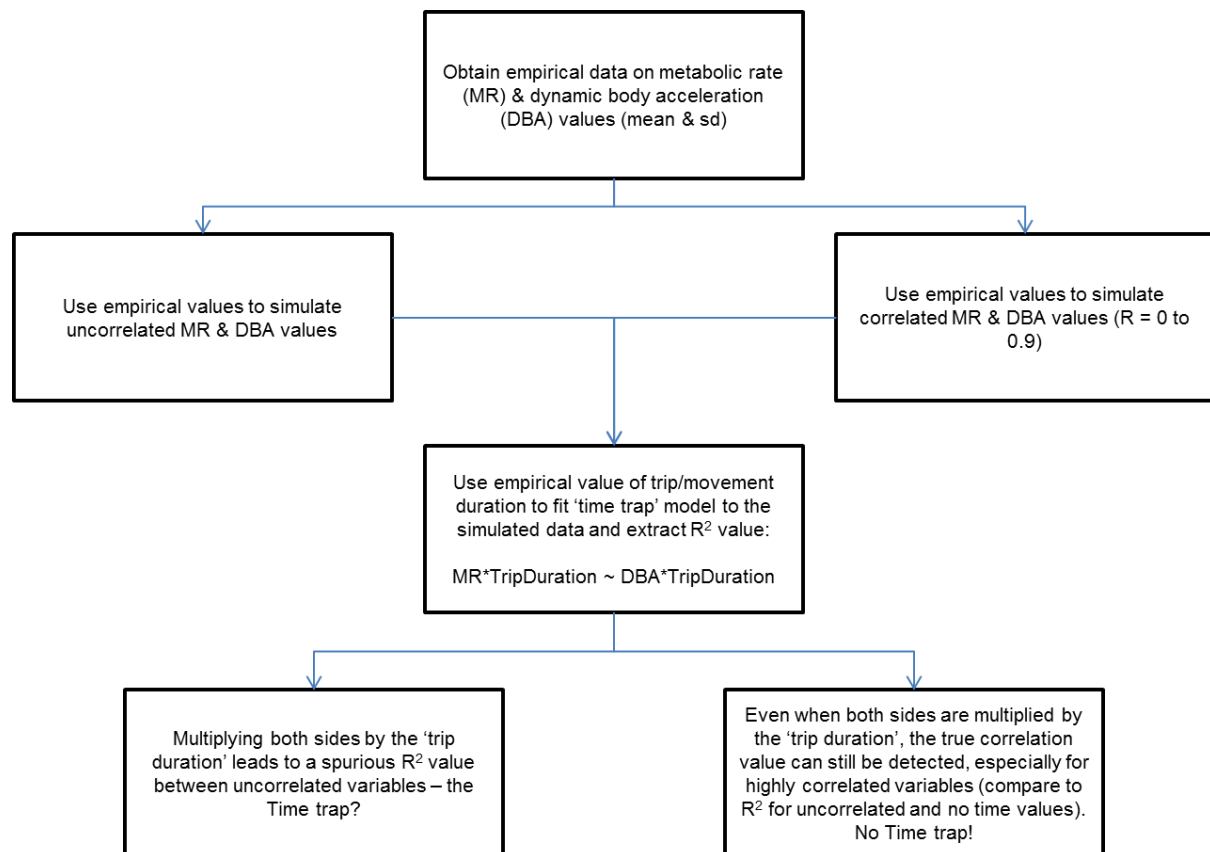 Obtain empirical data on metabolic rate
(MR) & dynamic body acceleration
(DBA) values (mean & sd)
Use empirical values to simulate
uncorrelated MR & DBA values
Use empirical values to simulate
correlated MR & DBA values (R = 0 to
0.9)
Use empirical value of trip/movement
duration to fit ‘time trap’ model to the
simulated data and extract R² value:
MR*TripDuration ~ DBA*TripDuration
Multiplying both sides by the ‘trip
duration’ leads to a spurious R² value
between uncorrelated variables – the
Time trap?
Even when both sides are multiplied by
the ‘trip duration’, the true correlation
value can still be detected, especially for
highly correlated variables (compare to
R² for uncorrelated and no time values).
No Time trap!